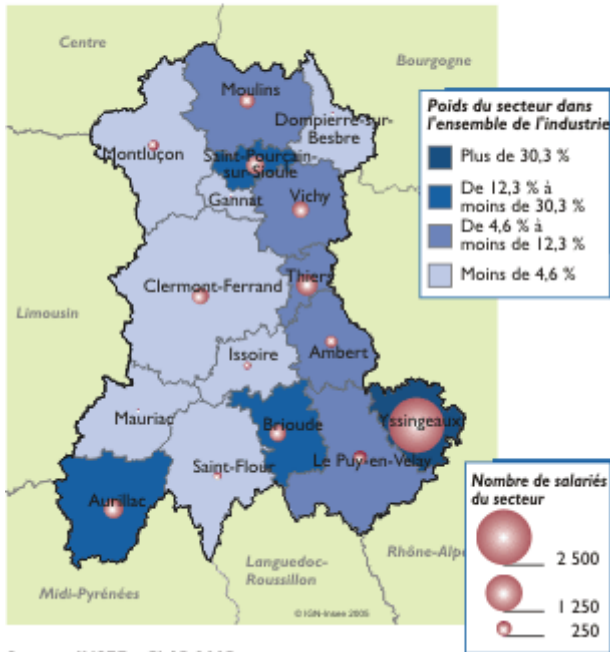 Centre
Bourgogne
Moulins
Dompierre-sur-
Besbre
Montluçon
Saint-Pourçain-
sur-Sioule
Gannat
Vichy
Poids du secteur dans
l'ensemble de l'industrie
Plus de 30,3 %
De 12,3 % à
moins de 30,3 %
De 4,6 % à
moins de 12,3 %
Moins de 4,6 %
Clermont-Ferrand
Thiers
Limousin
Issoire
Ambert
Mauriac
Brioude
Yssingeaux
Saint-Flour
Le Puy-en-Velay
Aurillac
Nombre de salariés
du secteur
2 500
1 250
250
Rhône-Alpe
Languedoc-
Roussillon
Midi-Pyrénées
© IGN-Insee 2005